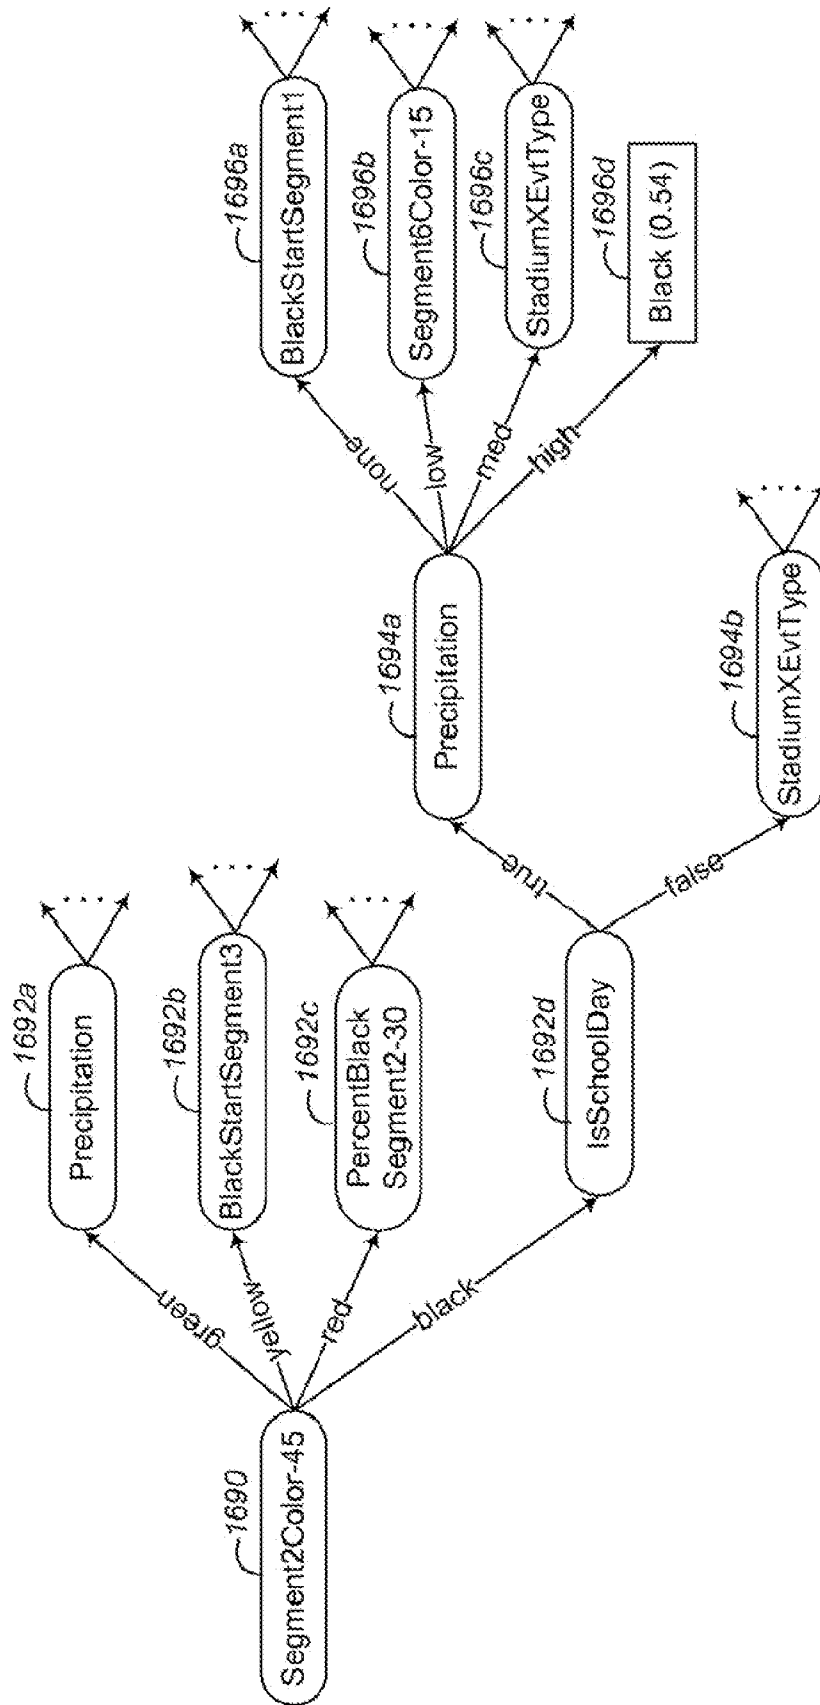 1690
Segment2Color-45
green
yellow
red
black
1692a
Precipitation
1692b
BlackStartSegment3
1692c
PercentBlack
Segment2-30
1692d
IsSchoolDay
true
false
1694a
Precipitation
1694b
StadiumXEvtType
none
low
med
high
1696a
BlackStartSegment1
1696b
Segment6Color-15
1696c
StadiumXEvtType
1696d
Black (0.54)